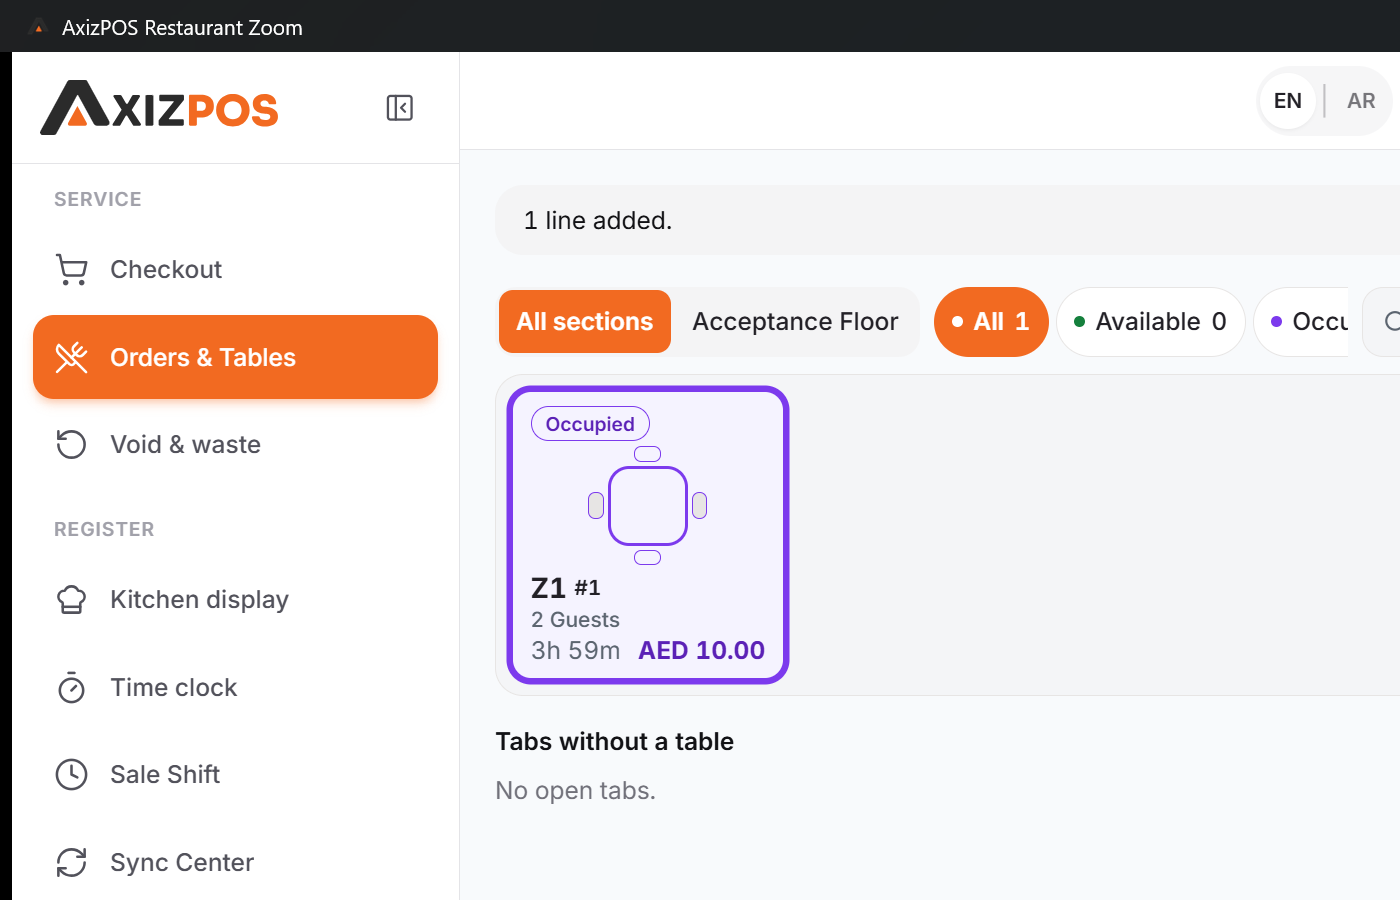 AxizPOS Restaurant Zoom
AXIZPOS
EN
AR
SERVICE
Checkout
Orders & Tables
Void & waste
REGISTER
Kitchen display
Time clock
Sale Shift
Sync Center
1 line added.
All sections
Acceptance Floor
All 1
Available 0
Occu
Occupied
Z1 #1
2 Guests
3h 59m AED 10.00
Tabs without a table
No open tabs.